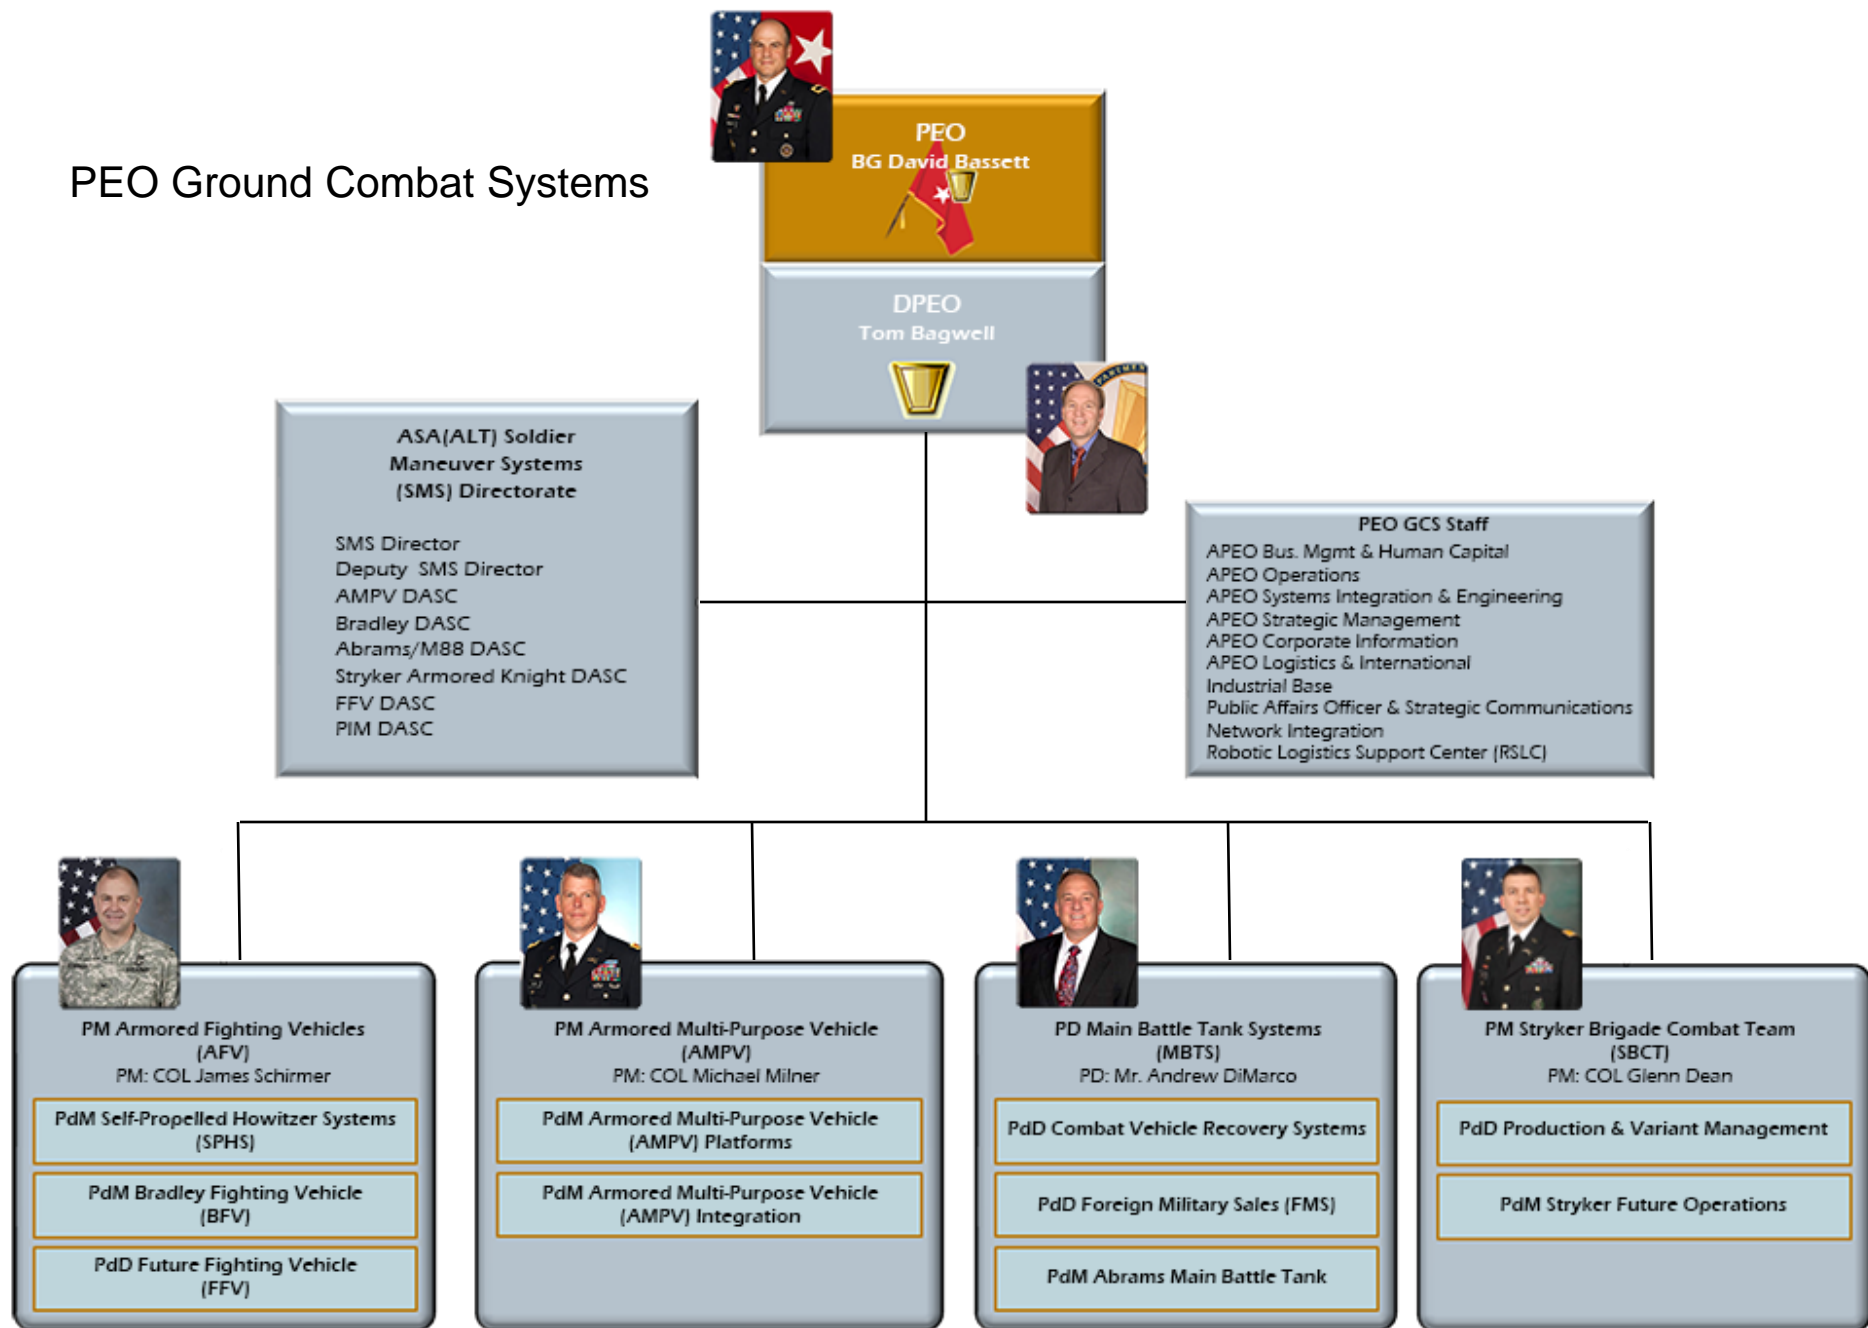 PEO
BG David Bassett
PEO Ground Combat Systems
DPEO
Tom Bagwell
ASA(ALT) Soldier
Maneuver Systems
(SMS) Directorate
SMS Director
Deputy SMS Director
AMPV DASC
Bradley DASC
Abrams/M88 DASC
Stryker Armored Knight DASC
FFV DASC
PIM DASC
PEO GCS Staff
APEO Bus. Mgmt & Human Capital
APEO Operations
APEO Systems Integration & Engineering
APEO Strategic Management
APEO Corporate Information
APEO Logistics & International
Industrial Base
Public Affairs Officer & Strategic Communications
Network Integration
Robotic Logistics Support Center (RSLC)
PM Armored Fighting Vehicles
(AFV)
PM: COL James Schirmer
PdM Self-Propelled Howitzer Systems
(SPHS)
PdM Bradley Fighting Vehicle
(BFV)
PdD Future Fighting Vehicle
(FFV)
PM Armored Multi-Purpose Vehicle
(AMPV)
PM: COL Michael Milner
PdM Armored Multi-Purpose Vehicle
(AMPV) Platforms
PdM Armored Multi-Purpose Vehicle
(AMPV) Integration
PD Main Battle Tank Systems
(MBTS)
PD: Mr. Andrew DiMarco
PdD Combat Vehicle Recovery Systems
PdD Foreign Military Sales (FMS)
PdM Abrams Main Battle Tank
PM Stryker Brigade Combat Team
(SBCT)
PM: COL Glenn Dean
PdD Production & Variant Management
PdM Stryker Future Operations